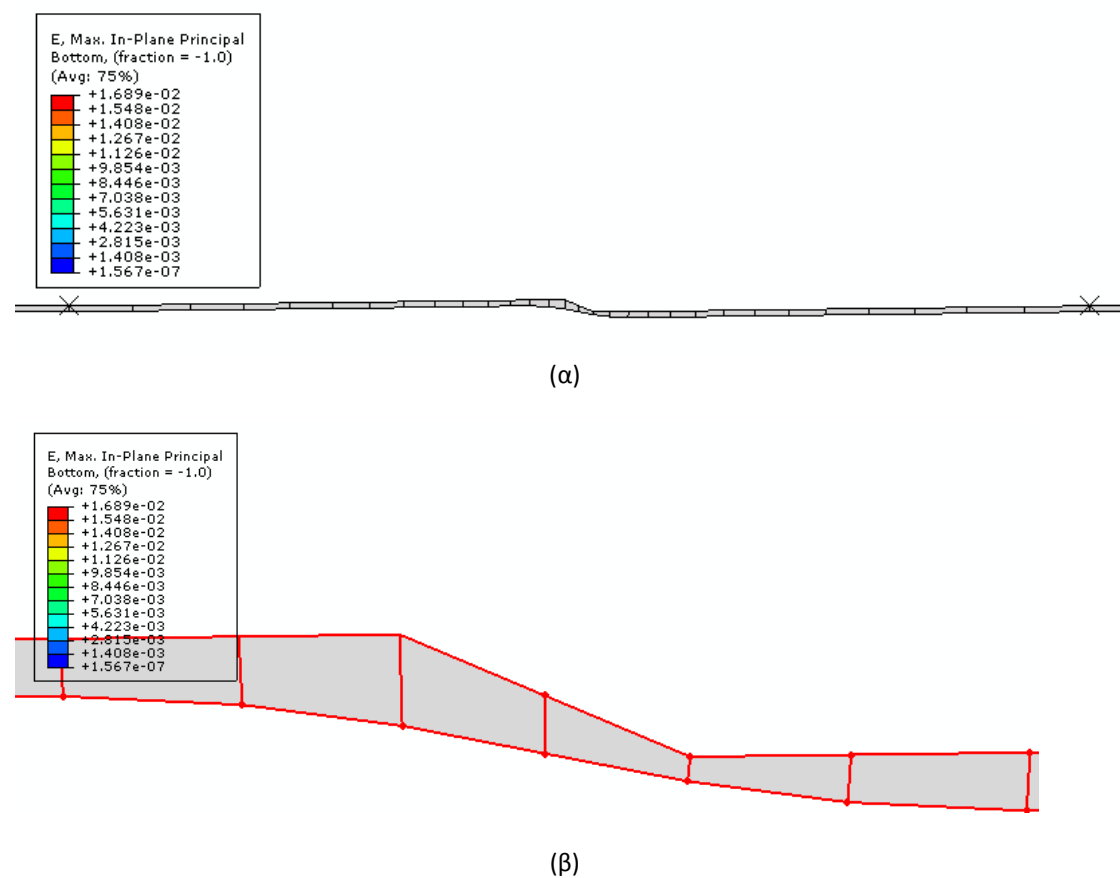 E, Max. In-Plane Principal
Bottom, (fraction = -1.0)
(Avg: 75%)
+1.689e-02
+1.548e-02
+1.408e-02
+1.267e-02
+1.126e-02
+9.854e-03
+8.446e-03
+7.038e-03
+5.631e-03
+4.223e-03
+2.815e-03
+1.408e-03
+1.567e-07
(α)
E, Max. In-Plane Principal
Bottom, (fraction = -1.0)
(Avg: 75%)
+1.689e-02
+1.548e-02
+1.408e-02
+1.267e-02
+1.126e-02
+9.854e-03
+8.446e-03
+7.038e-03
+5.631e-03
+4.223e-03
+2.815e-03
+1.408e-03
+1.567e-07
(β)